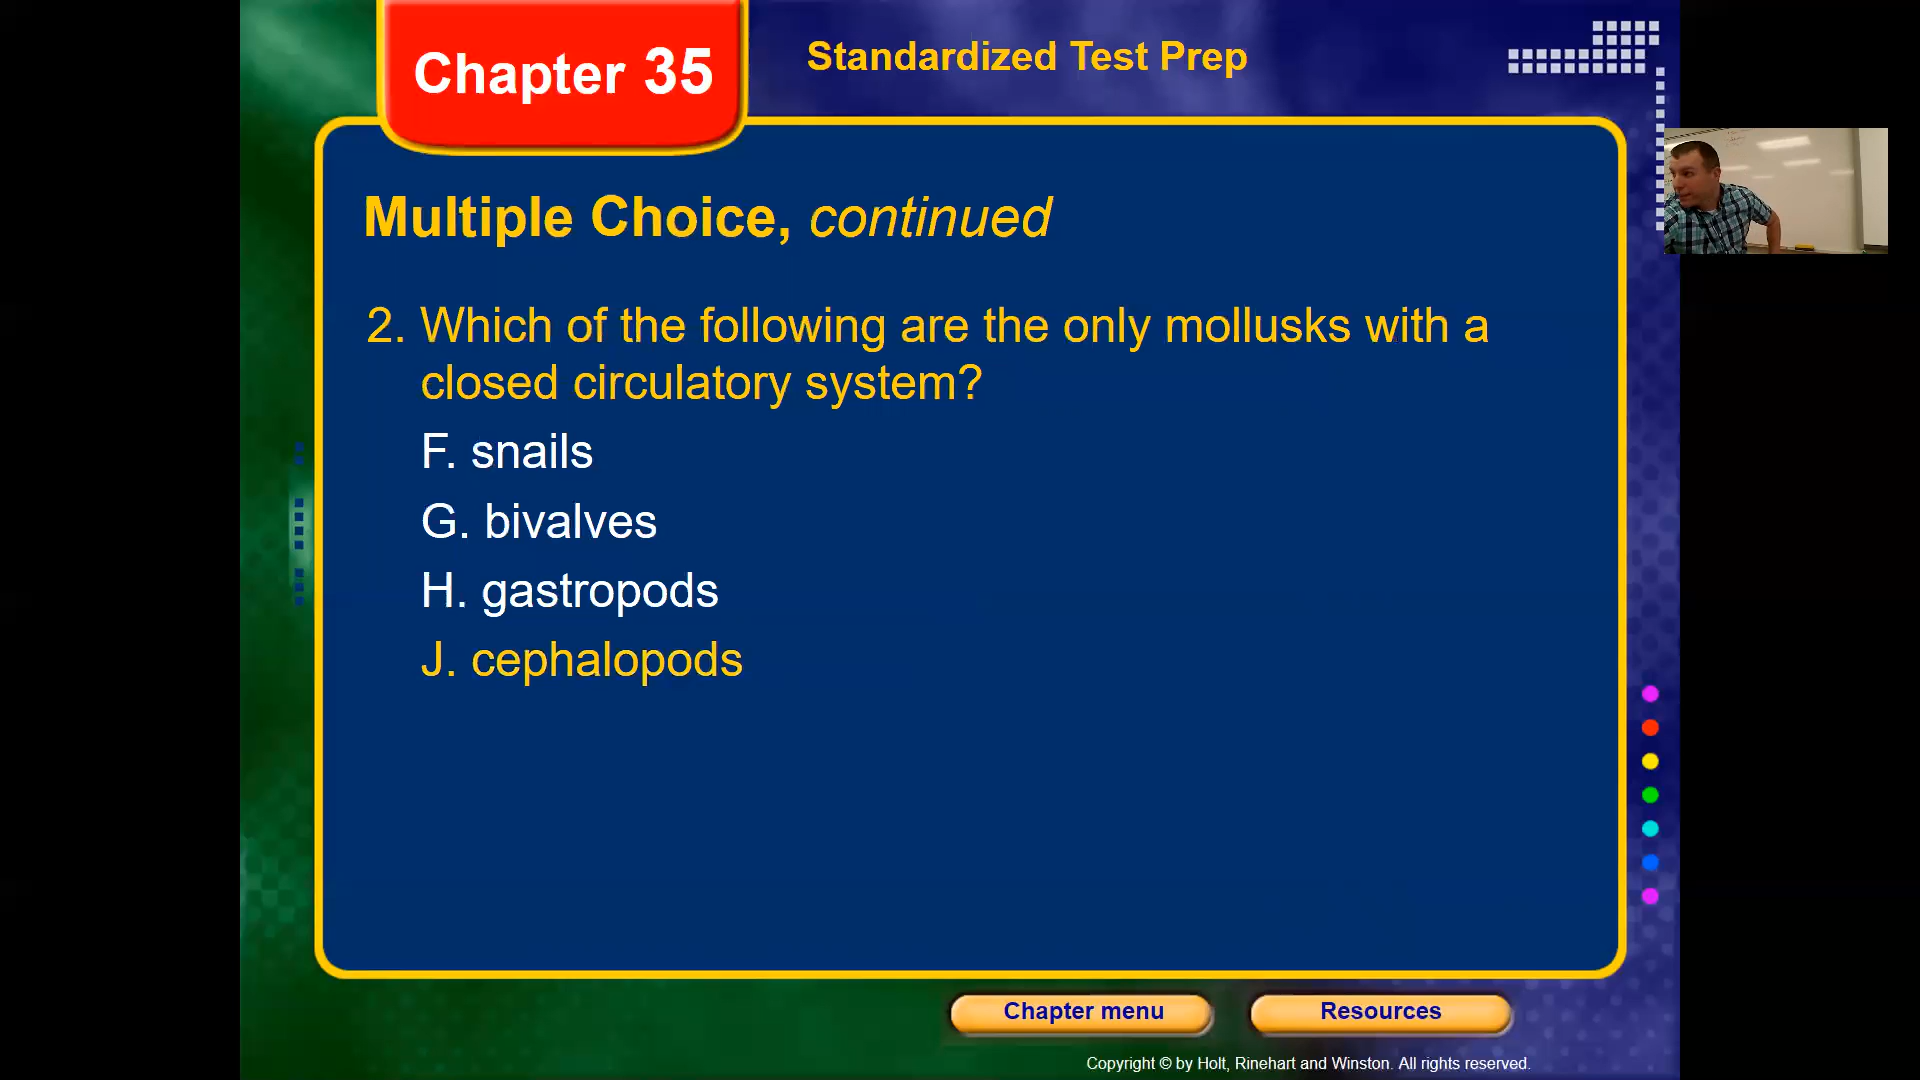 Chapter 35
Standardized Test Prep
Multiple Choice, continued
2. Which of the following are the only mollusks with a
closed circulatory system?
F. snails
G. bivalves
H. gastropods
J. cephalopods
Chapter menu
Resources
Copyright © by Holt, Rinehart and Winston. All rights reserved.